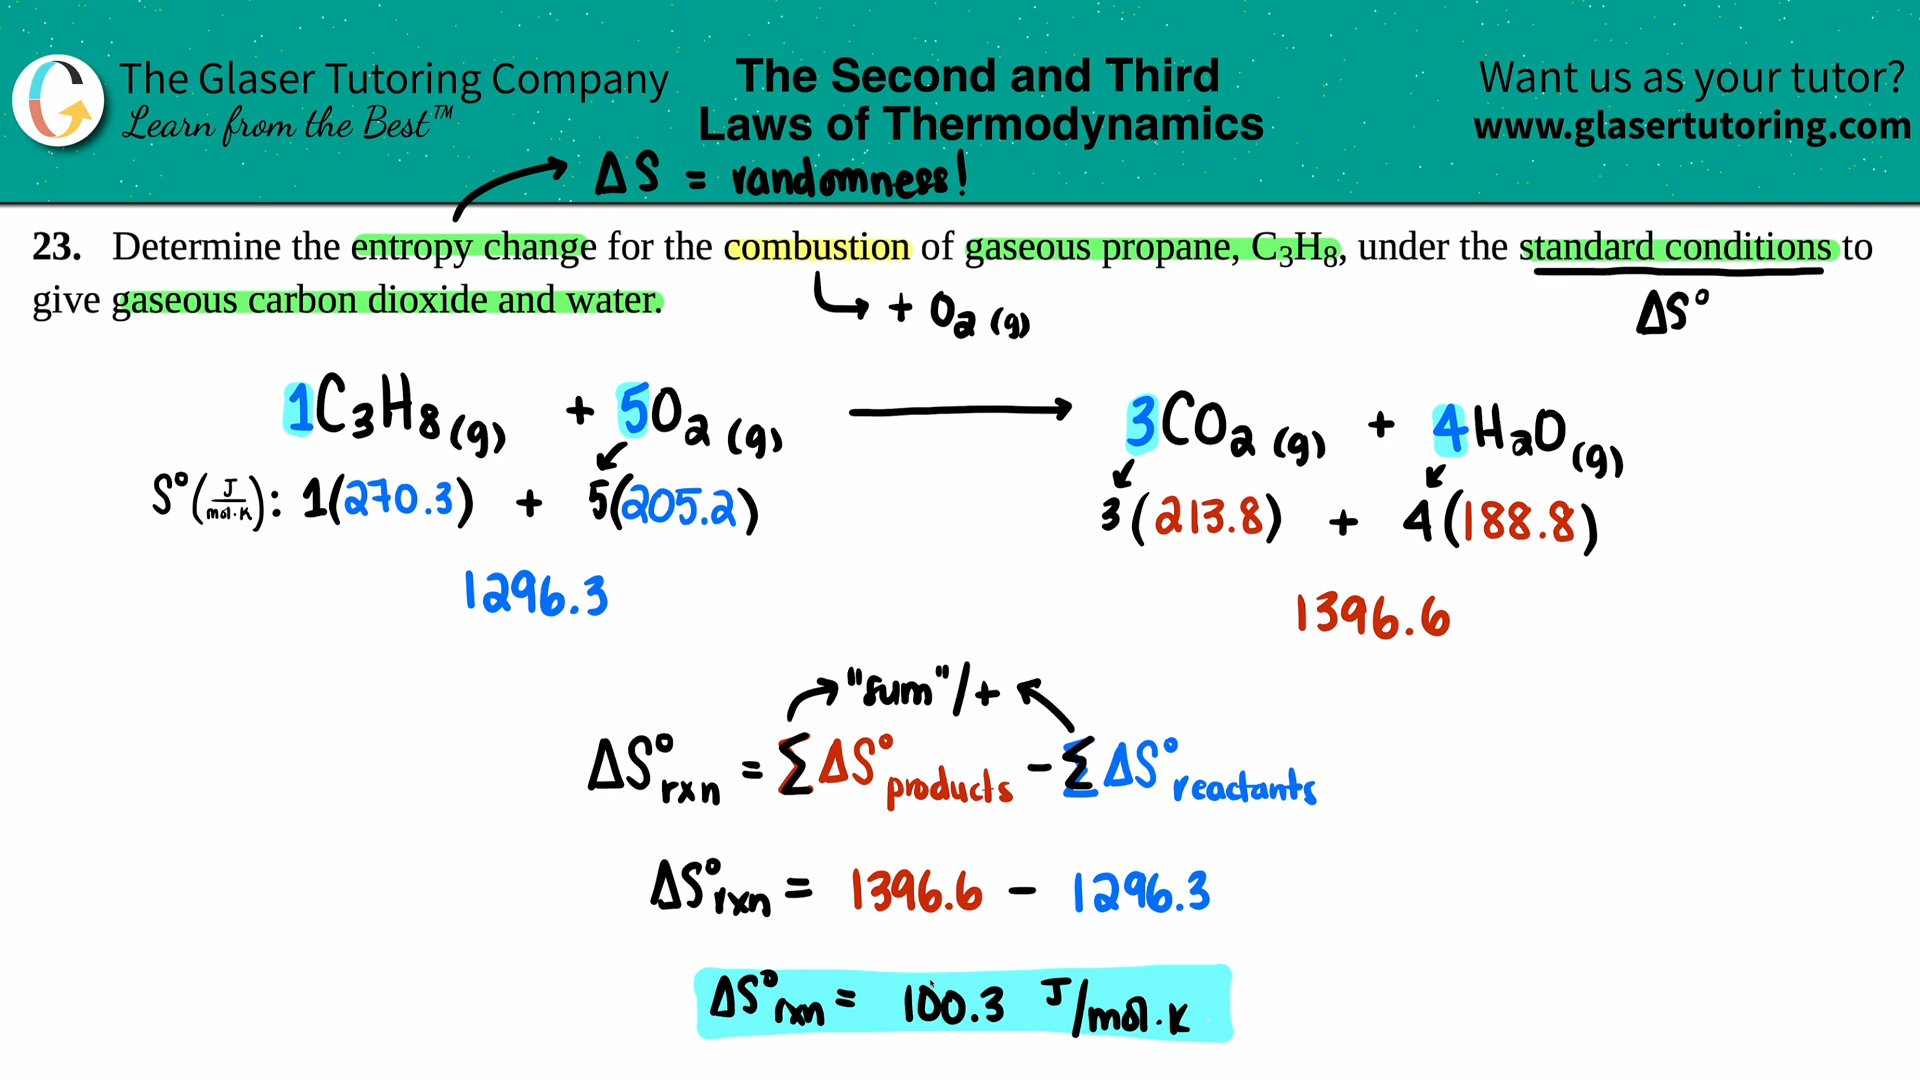 The Glaser Tutoring Company
Learn from the Best™
The Second and Third
Laws of Thermodynamics
Want us as your tutor?
www.glasertutoring.com
ΔS = randomness!
23. Determine the entropy change for the combustion of gaseous propane, C₃H₈, under the standard conditions to
give gaseous carbon dioxide and water.
+ O₂ (g)
ΔS°
1C₃H₈(g) + 5O₂ (g) → 3CO₂ (g) + 4H₂O(g)
S°(J/mol·K): 1(270.3) + 5(205.2) 3(213.8) + 4(188.8)
1296.3 1396.6
"sum"/+
ΔS°rxn = ΣΔS°products - ΣΔS°reactants
ΔS°rxn = 1396.6 - 1296.3
ΔS°rxn = 100.3 J/mol·K